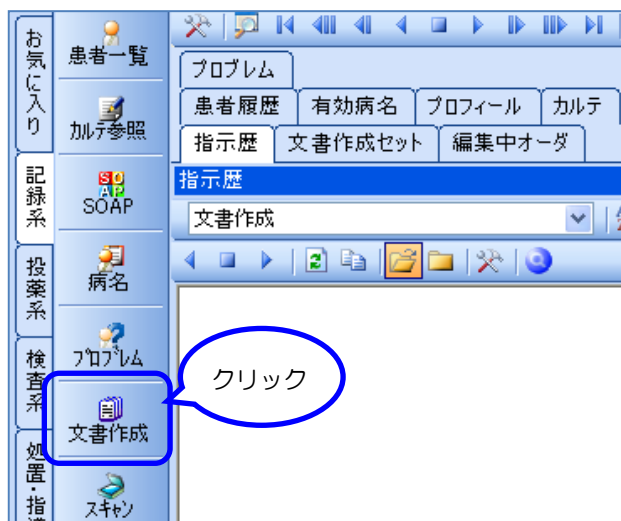 お気に入り
記録系
投薬系
検査系
処置・指導
患者一覧
ｶﾙﾃ参照
SOAP
病名
ﾌﾟﾛﾌﾞﾚﾑ
文書作成
ｽｷｬﾝ
プロブレム
患者履歴 有効病名 プロフィール カルテ
指示歴 文書作成セット 編集中オーダ
指示歴
文書作成
クリック